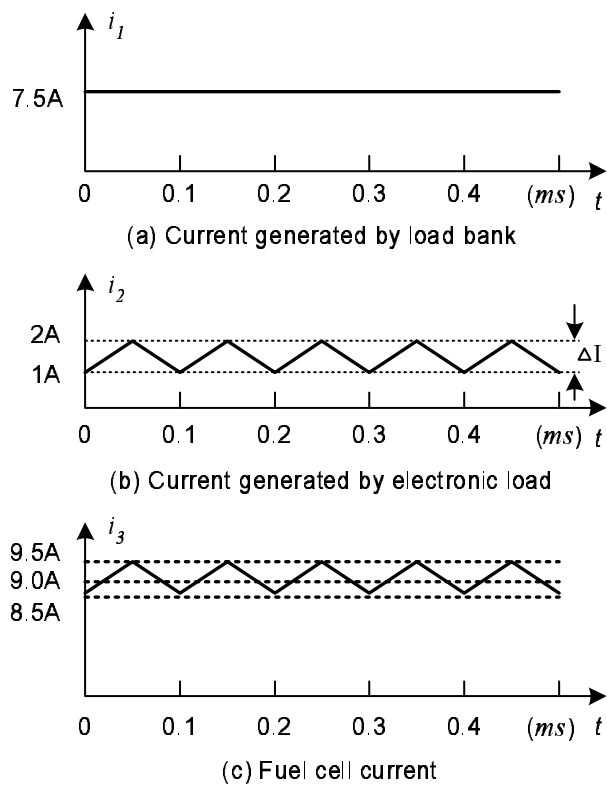 i1
7.5A
0 0.1 0.2 0.3 0.4 (ms) t
(a) Current generated by load bank
i2
2A
1A
ΔI
0 0.1 0.2 0.3 0.4 (ms) t
(b) Current generated by electronic load
i3
9.5A
9.0A
8.5A
0 0.1 0.2 0.3 0.4 (ms) t
(c) Fuel cell current